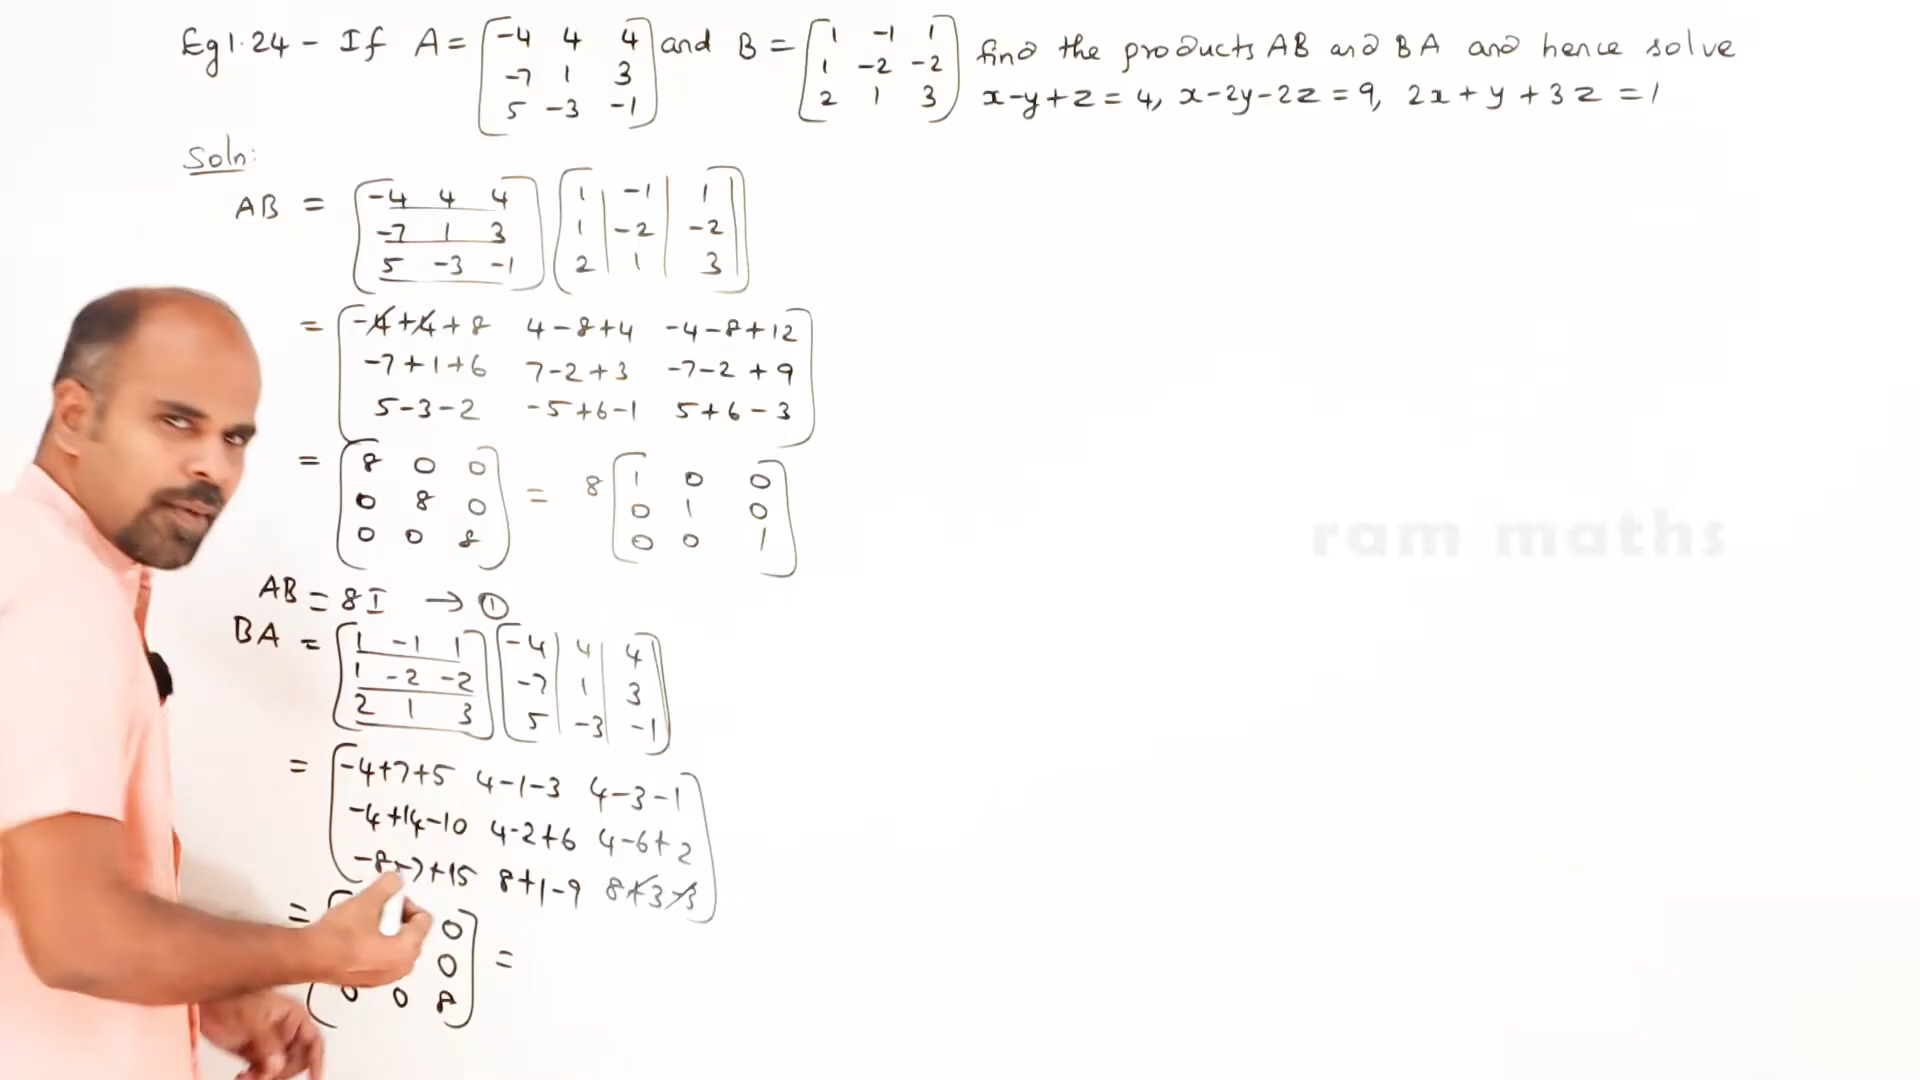 Eg 1.24 - If A = [-4 4 4 and B = [1 -1 1 find the products AB and BA and hence solve
-7 1 3 1 -2 -2
5 -3 -1] 2 1 3] x-y+z = 4, x-2y-2z = 9, 2x+y+3z = 1
Soln:
AB = [-4 4 4 [1 -1 1
-7 1 3 1 -2 -2
5 -3 -1] 2 1 3]
= [-4+4+8 4-8+4 -4-8+12
-7+1+6 7-2+3 -7-2+9
5-3-2 -5+6-1 5+6-3]
= [8 0 0 = 8 [1 0 0
0 8 0 0 1 0
0 0 8] 0 0 1]
AB = 8I → ①
BA = [1 -1 1 [-4 4 4
1 -2 -2 -7 1 3
2 1 3] 5 -3 -1]
= [-4+7+5 4-1-3 4-3-1
-4+14-10 4-2+6 4-6+2
-8-7+15 8+1-9 8+3-3]
= [ 0
0 =
0 0 8]
ram maths